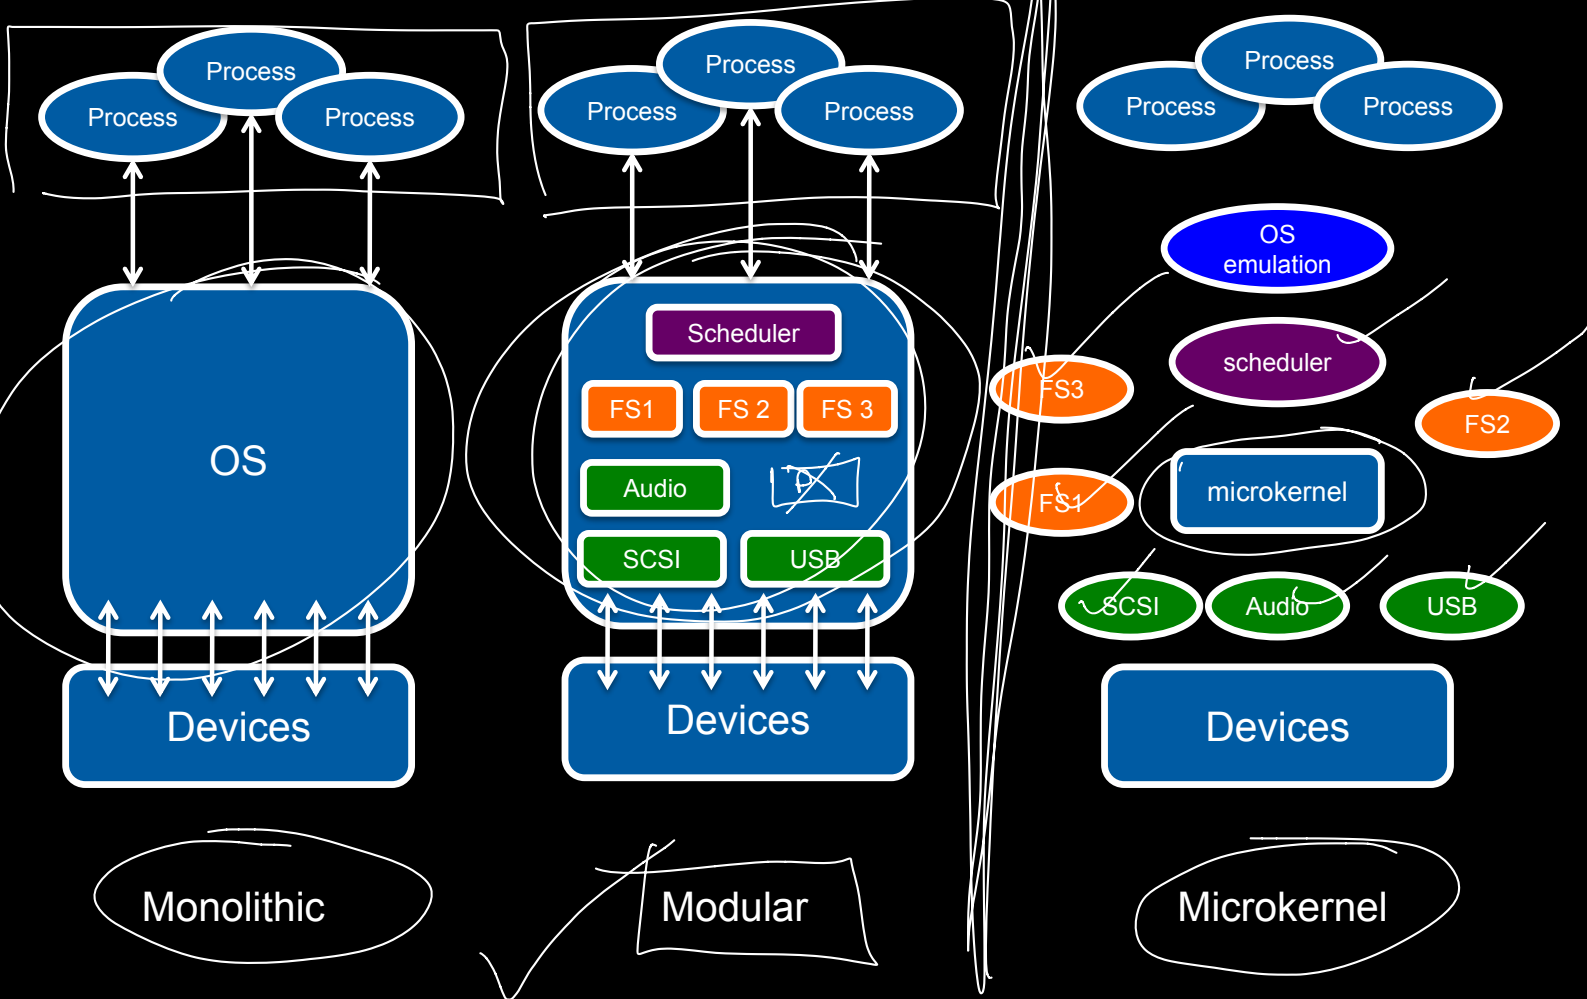 Process
Process
Process
OS
Devices
Monolithic
Process
Process
Process
Scheduler
FS1
FS 2
FS 3
Audio
SCSI
USB
Devices
Modular
Process
Process
Process
OS
emulation
scheduler
FS3
FS2
microkernel
FS1
SCSI
Audio
USB
Devices
Microkernel